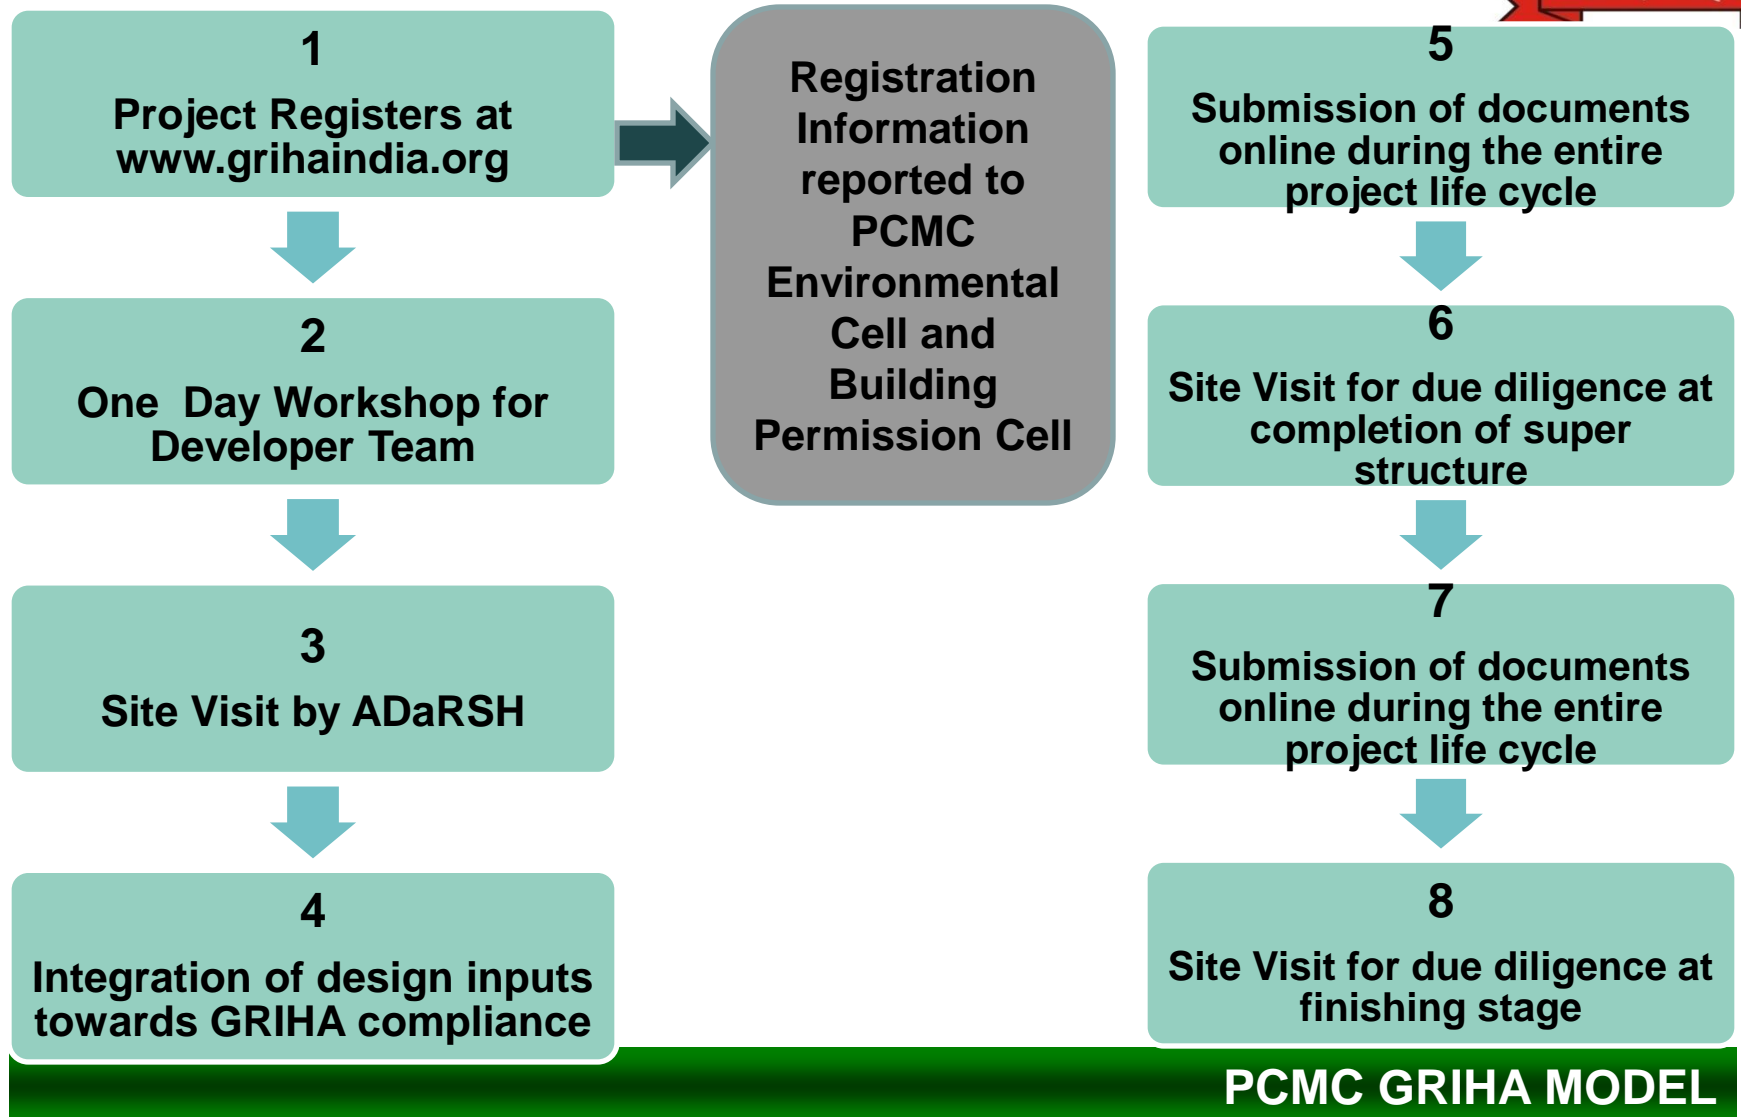 1
Project Registers at
www.grihaindia.org
2
One Day Workshop for
Developer Team
3
Site Visit by ADaRSH
4
Integration of design inputs
towards GRIHA compliance
Registration
Information
reported to
PCMC
Environmental
Cell and
Building
Permission Cell
5
Submission of documents
online during the entire
project life cycle
6
Site Visit for due diligence at
completion of super
structure
7
Submission of documents
online during the entire
project life cycle
8
Site Visit for due diligence at
finishing stage
PCMC GRIHA MODEL